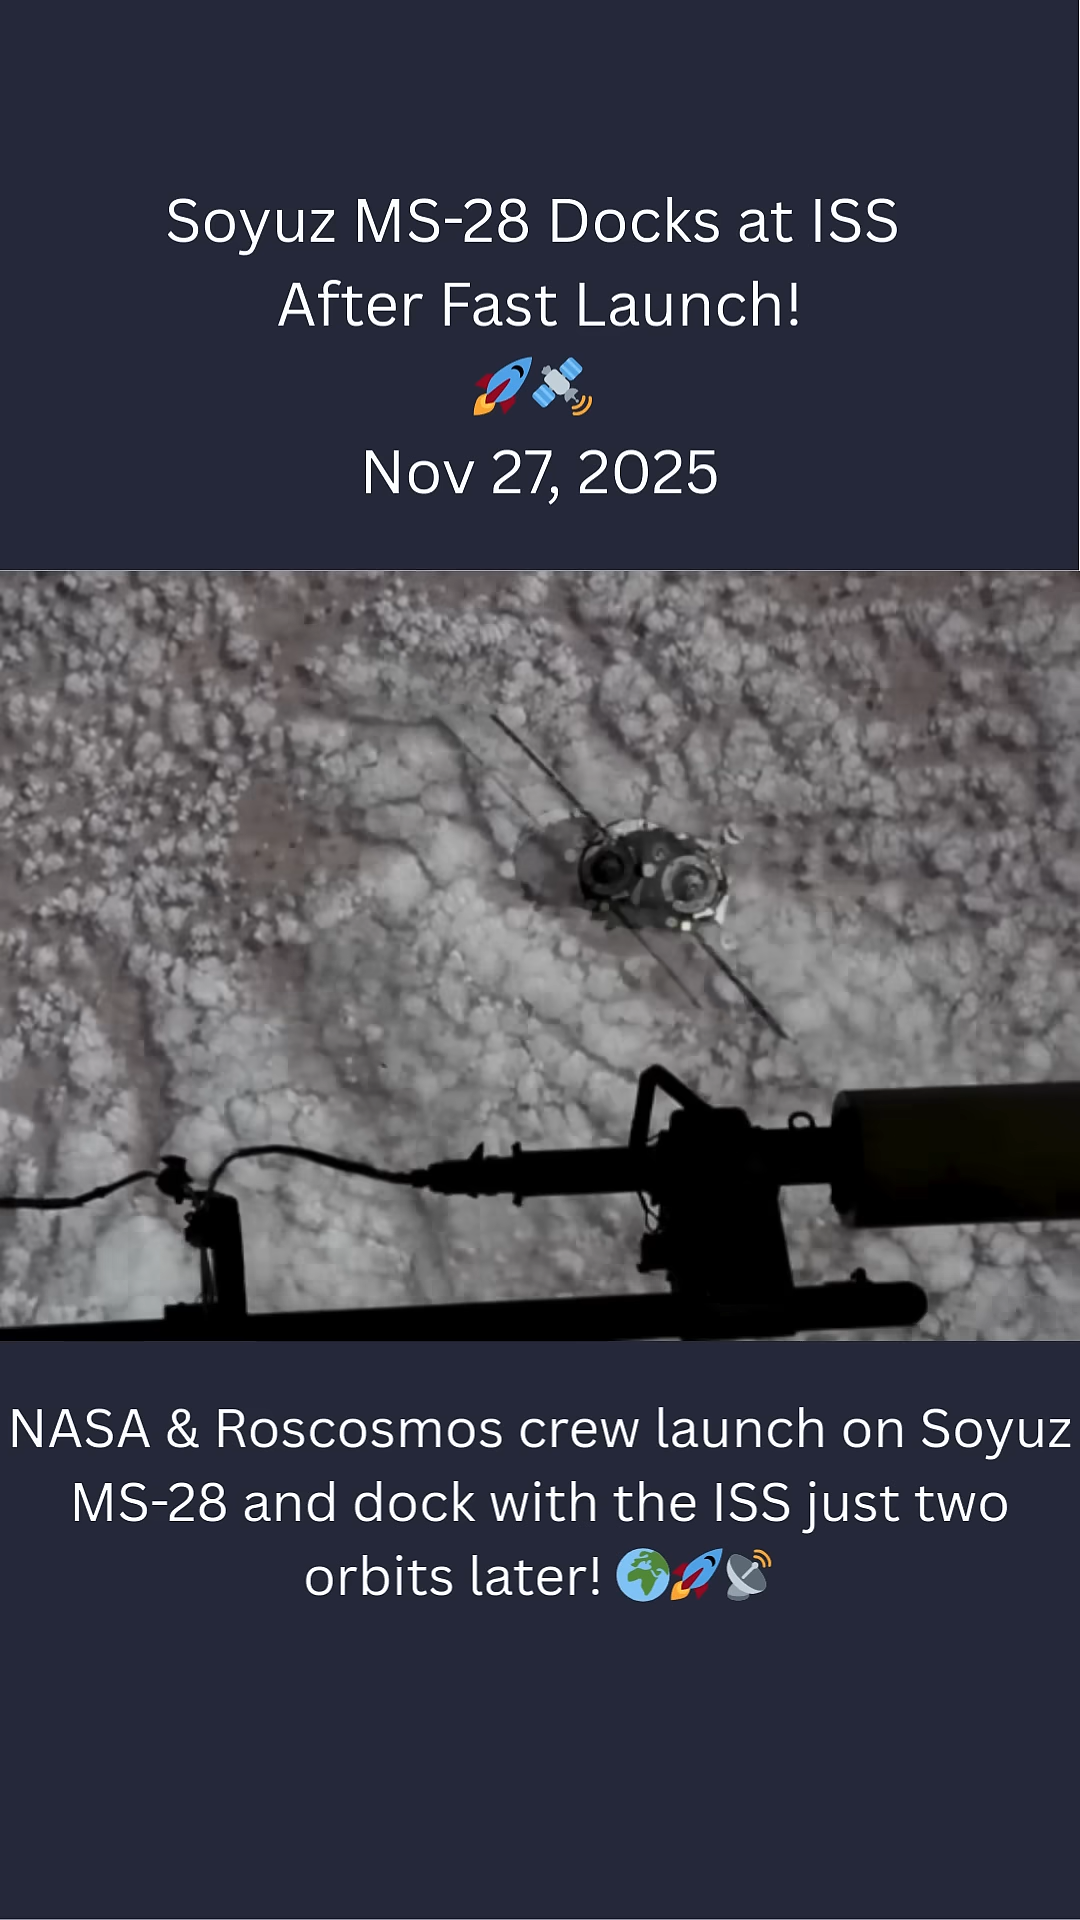 Soyuz MS-28 Docks at ISS
After Fast Launch!
🚀🛰️
Nov 27, 2025
NASA & Roscosmos crew launch on Soyuz
MS-28 and dock with the ISS just two
orbits later! 🌍🚀📡